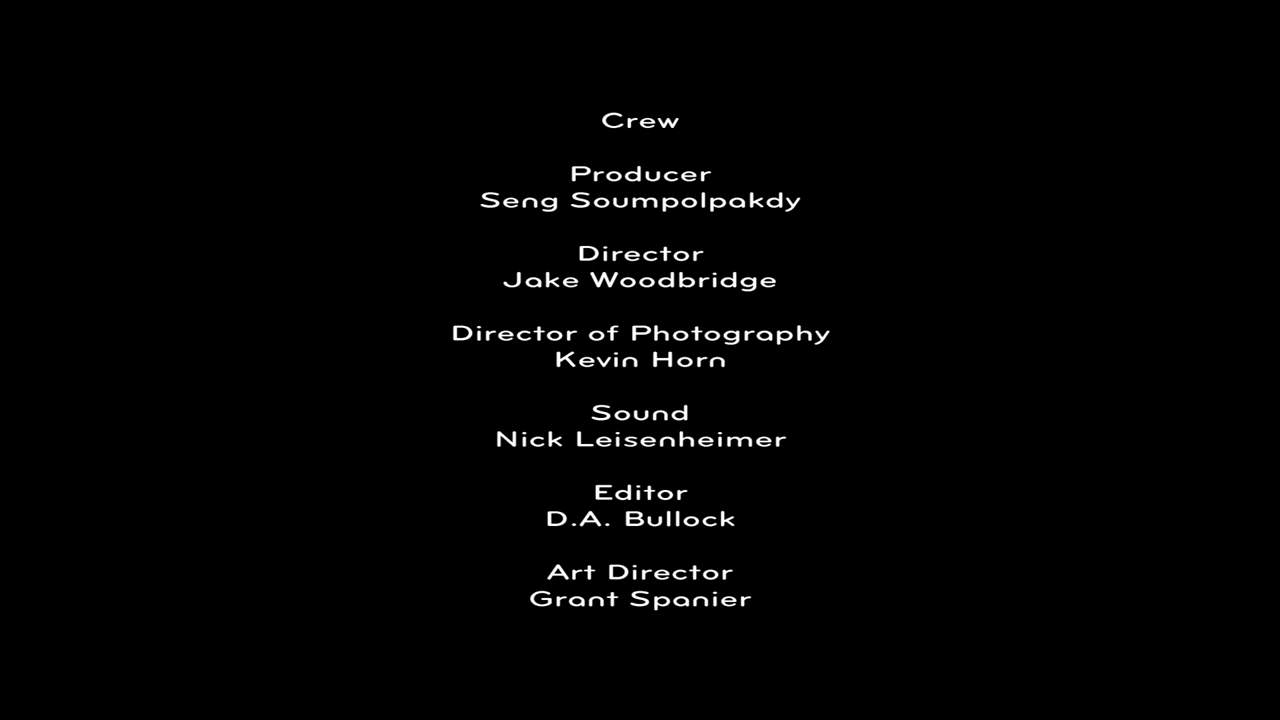 Crew
Producer
Seng Soumpolpakdy
Director
Jake Woodbridge
Director of Photography
Kevin Horn
Sound
Nick Leisenheimer
Editor
D.A. Bullock
Art Director
Grant Spanier